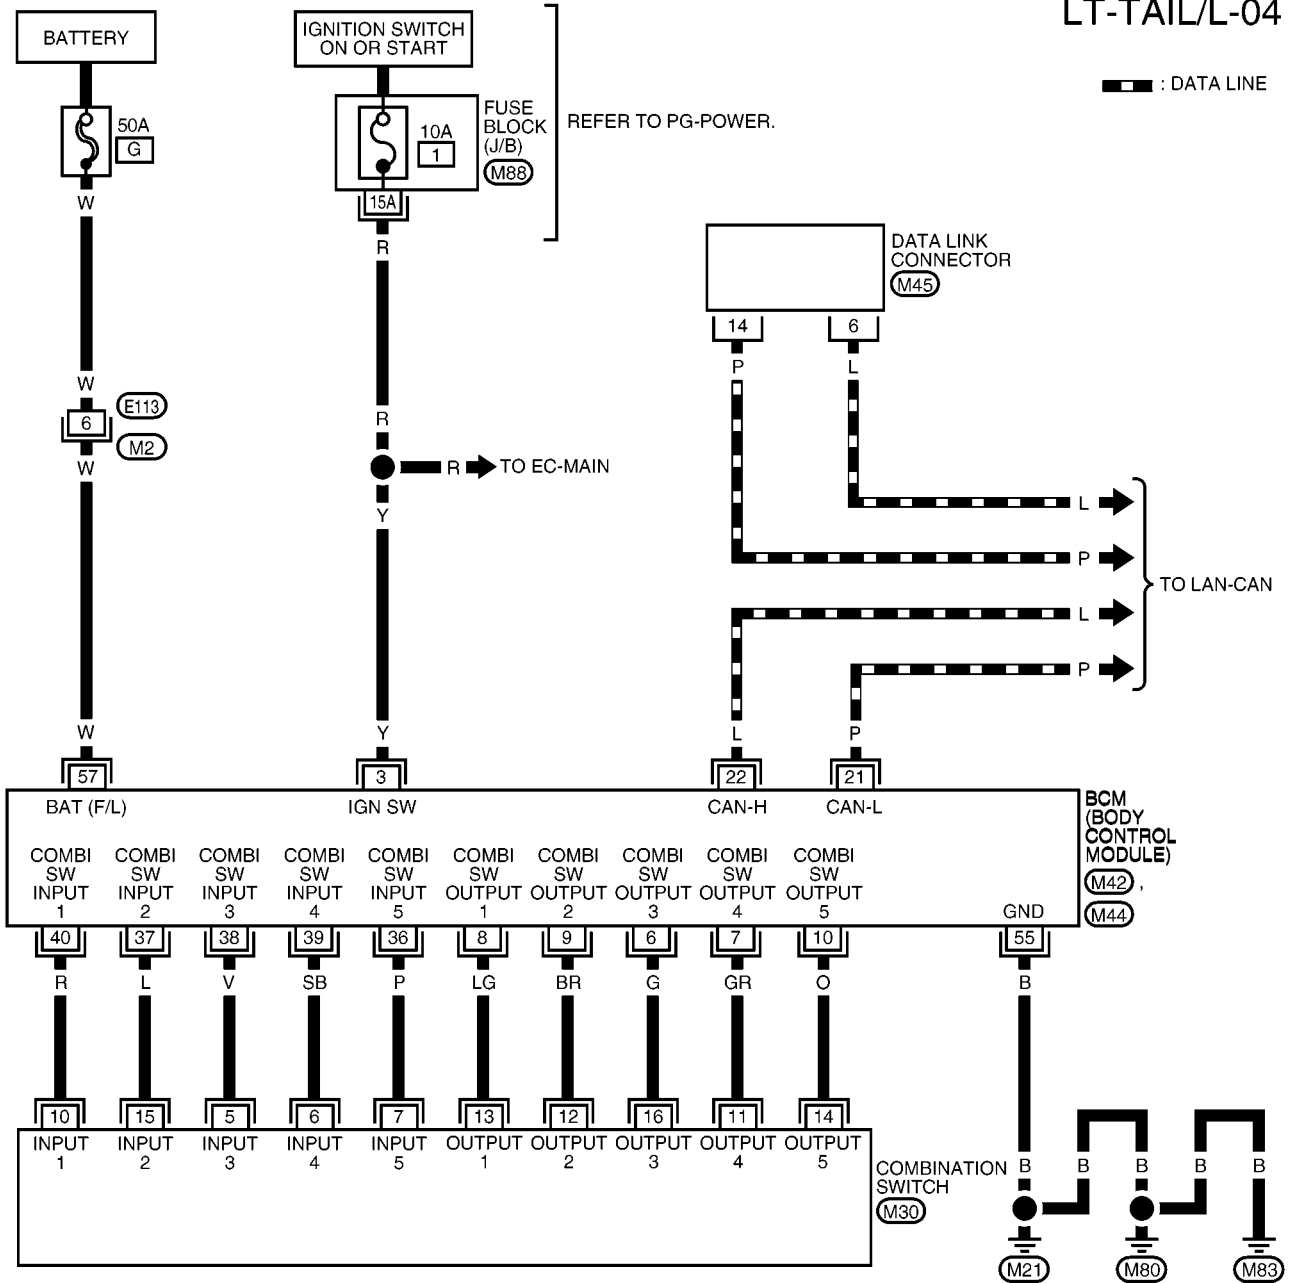 LT-TAIL/L-04
BATTERY
IGNITION SWITCH
ON OR START
: DATA LINE
50A
G
10A
1
FUSE
BLOCK
(J/B)
M88
REFER TO PG-POWER.
15A
W
R
DATA LINK
CONNECTOR
M45
14
6
P
L
W
E113
6
M2
W
R
R
TO EC-MAIN
Y
L
P
TO LAN-CAN
L
P
W
Y
L
P
57
3
22
21
BAT (F/L)
IGN SW
CAN-H
CAN-L
BCM
(BODY
CONTROL
MODULE)
M42 ,
M44
COMBI
SW
INPUT
1
COMBI
SW
INPUT
2
COMBI
SW
INPUT
3
COMBI
SW
INPUT
4
COMBI
SW
INPUT
5
COMBI
SW
OUTPUT
1
COMBI
SW
OUTPUT
2
COMBI
SW
OUTPUT
3
COMBI
SW
OUTPUT
4
COMBI
SW
OUTPUT
5
GND
40
37
38
39
36
8
9
6
7
10
55
R
L
V
SB
P
LG
BR
G
GR
O
B
10
15
5
6
7
13
12
16
11
14
INPUT
1
INPUT
2
INPUT
3
INPUT
4
INPUT
5
OUTPUT
1
OUTPUT
2
OUTPUT
3
OUTPUT
4
OUTPUT
5
COMBINATION
SWITCH
M30
B
B
B
B
B
M21
M80
M83